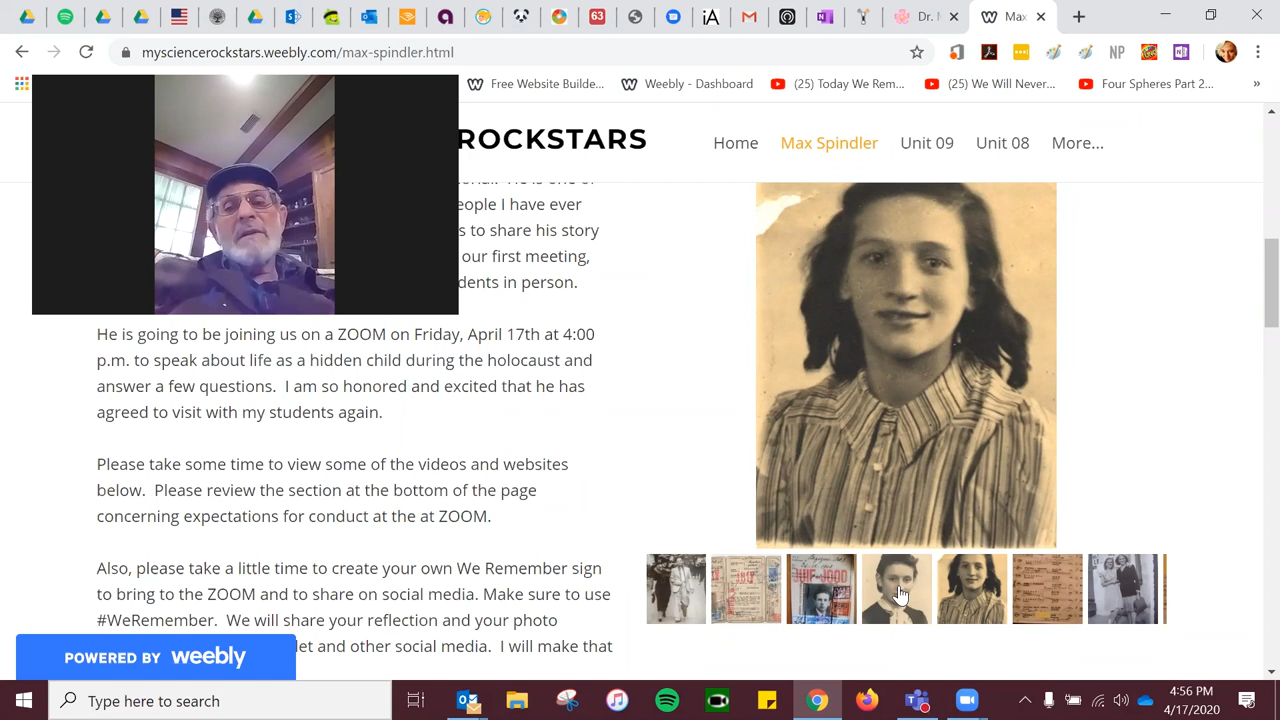 63
iA
Dr. M
Max
mysciencerockstars.weebly.com/max-spindler.html
NP
Free Website Builde...
Weebly - Dashboard
(25) Today We Rem...
(25) We Will Never...
Four Spheres Part 2...
»
ROCKSTARS
Home
Max Spindler
Unit 09
Unit 08
More...
eople I have ever
s to share his story
our first meeting,
dents in person.
He is going to be joining us on a ZOOM on Friday, April 17th at 4:00
p.m. to speak about life as a hidden child during the holocaust and
answer a few questions. I am so honored and excited that he has
agreed to visit with my students again.
Please take some time to view some of the videos and websites
below. Please review the section at the bottom of the page
concerning expectations for conduct at the at ZOOM.
Also, please take a little time to create your own We Remember sign
to bring to the ZOOM and to share on social media. Make sure to use
#WeRemember. We will share your reflection and your photo
let and other social media. I will make that
POWERED BY weebly
Type here to search
4:56 PM
4/17/2020